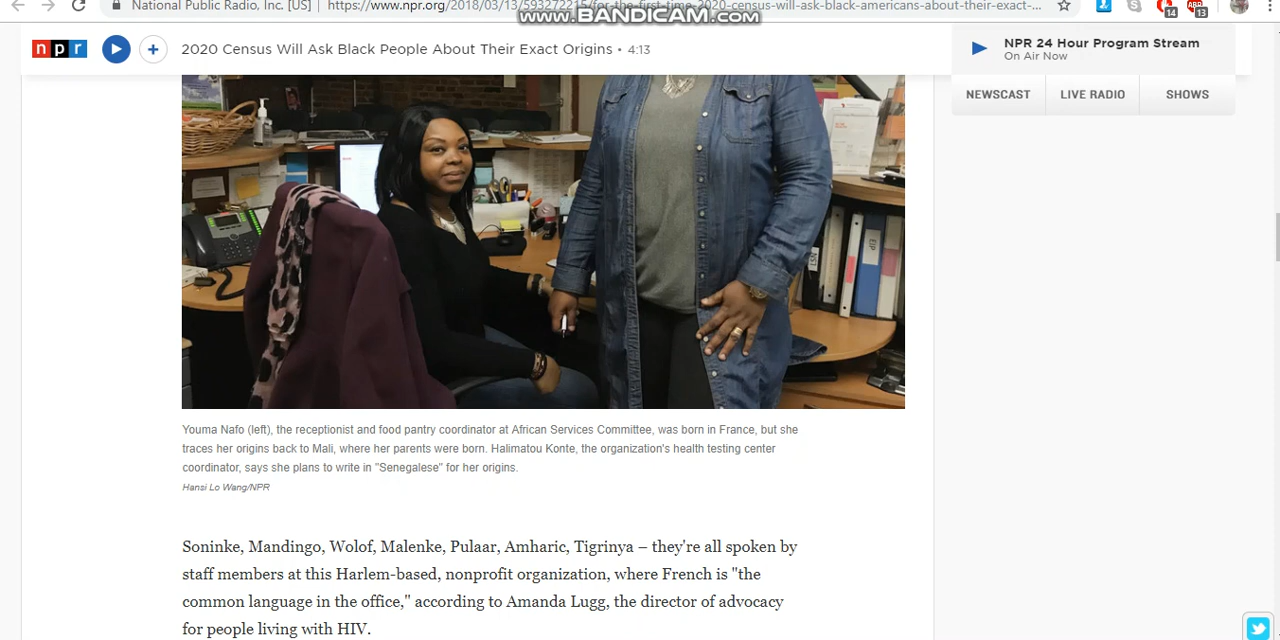 National Public Radio, Inc. [US] | https://www.npr.org/2018/03/13/593272215/for-the-first-time-2020-census-will-ask-black-americans-about-their-exact-...
www.BANDICAM.com
14
13
npr
2020 Census Will Ask Black People About Their Exact Origins • 4:13
NPR 24 Hour Program Stream
On Air Now
NEWSCAST
LIVE RADIO
SHOWS
Youma Nafo (left), the receptionist and food pantry coordinator at African Services Committee, was born in France, but she
traces her origins back to Mali, where her parents were born. Halimatou Konte, the organization's health testing center
coordinator, says she plans to write in "Senegalese" for her origins.
Hansi Lo Wang/NPR
Soninke, Mandingo, Wolof, Malenke, Pulaar, Amharic, Tigrinya – they're all spoken by
staff members at this Harlem-based, nonprofit organization, where French is "the
common language in the office," according to Amanda Lugg, the director of advocacy
for people living with HIV.